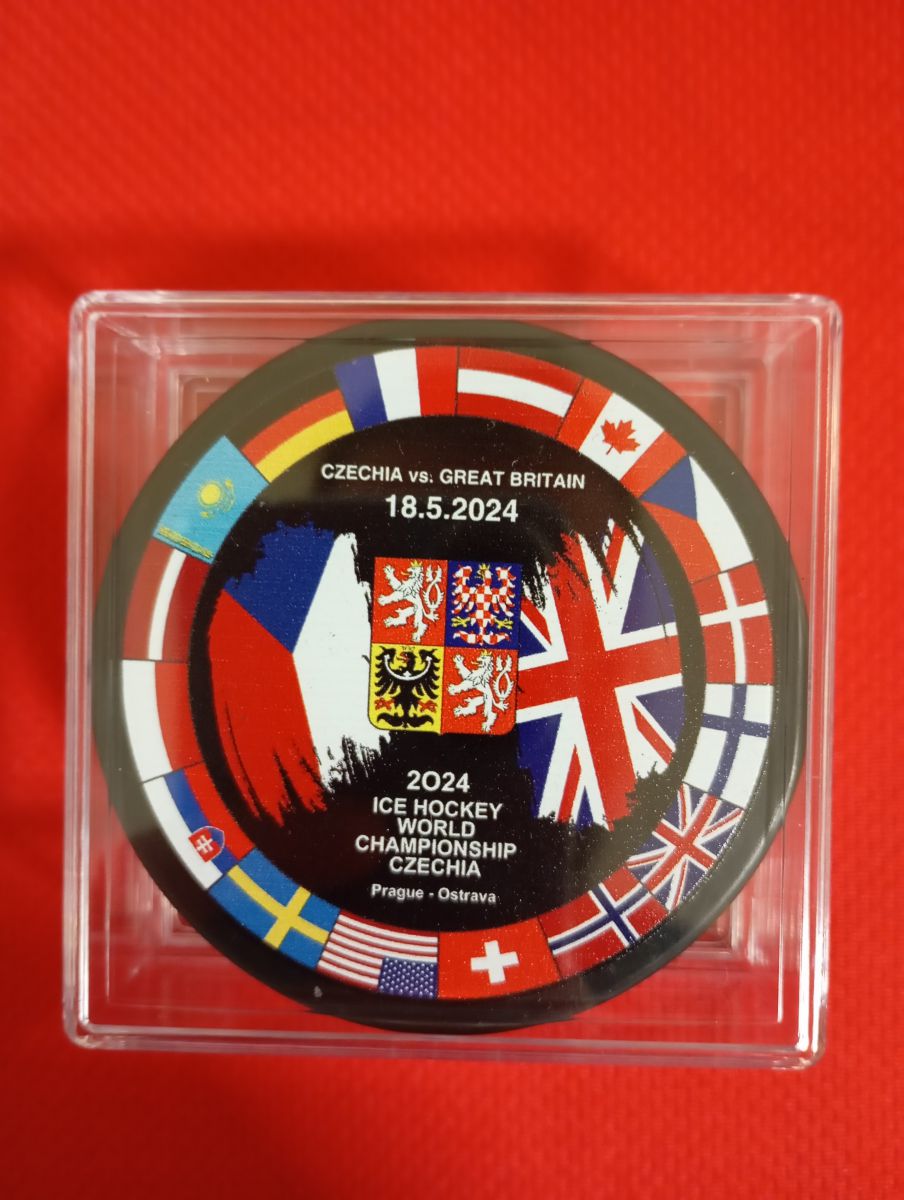 CZECHIA vs. GREAT BRITAIN
18.5.2024
2024
ICE HOCKEY
WORLD
CHAMPIONSHIP
CZECHIA
Prague - Ostrava